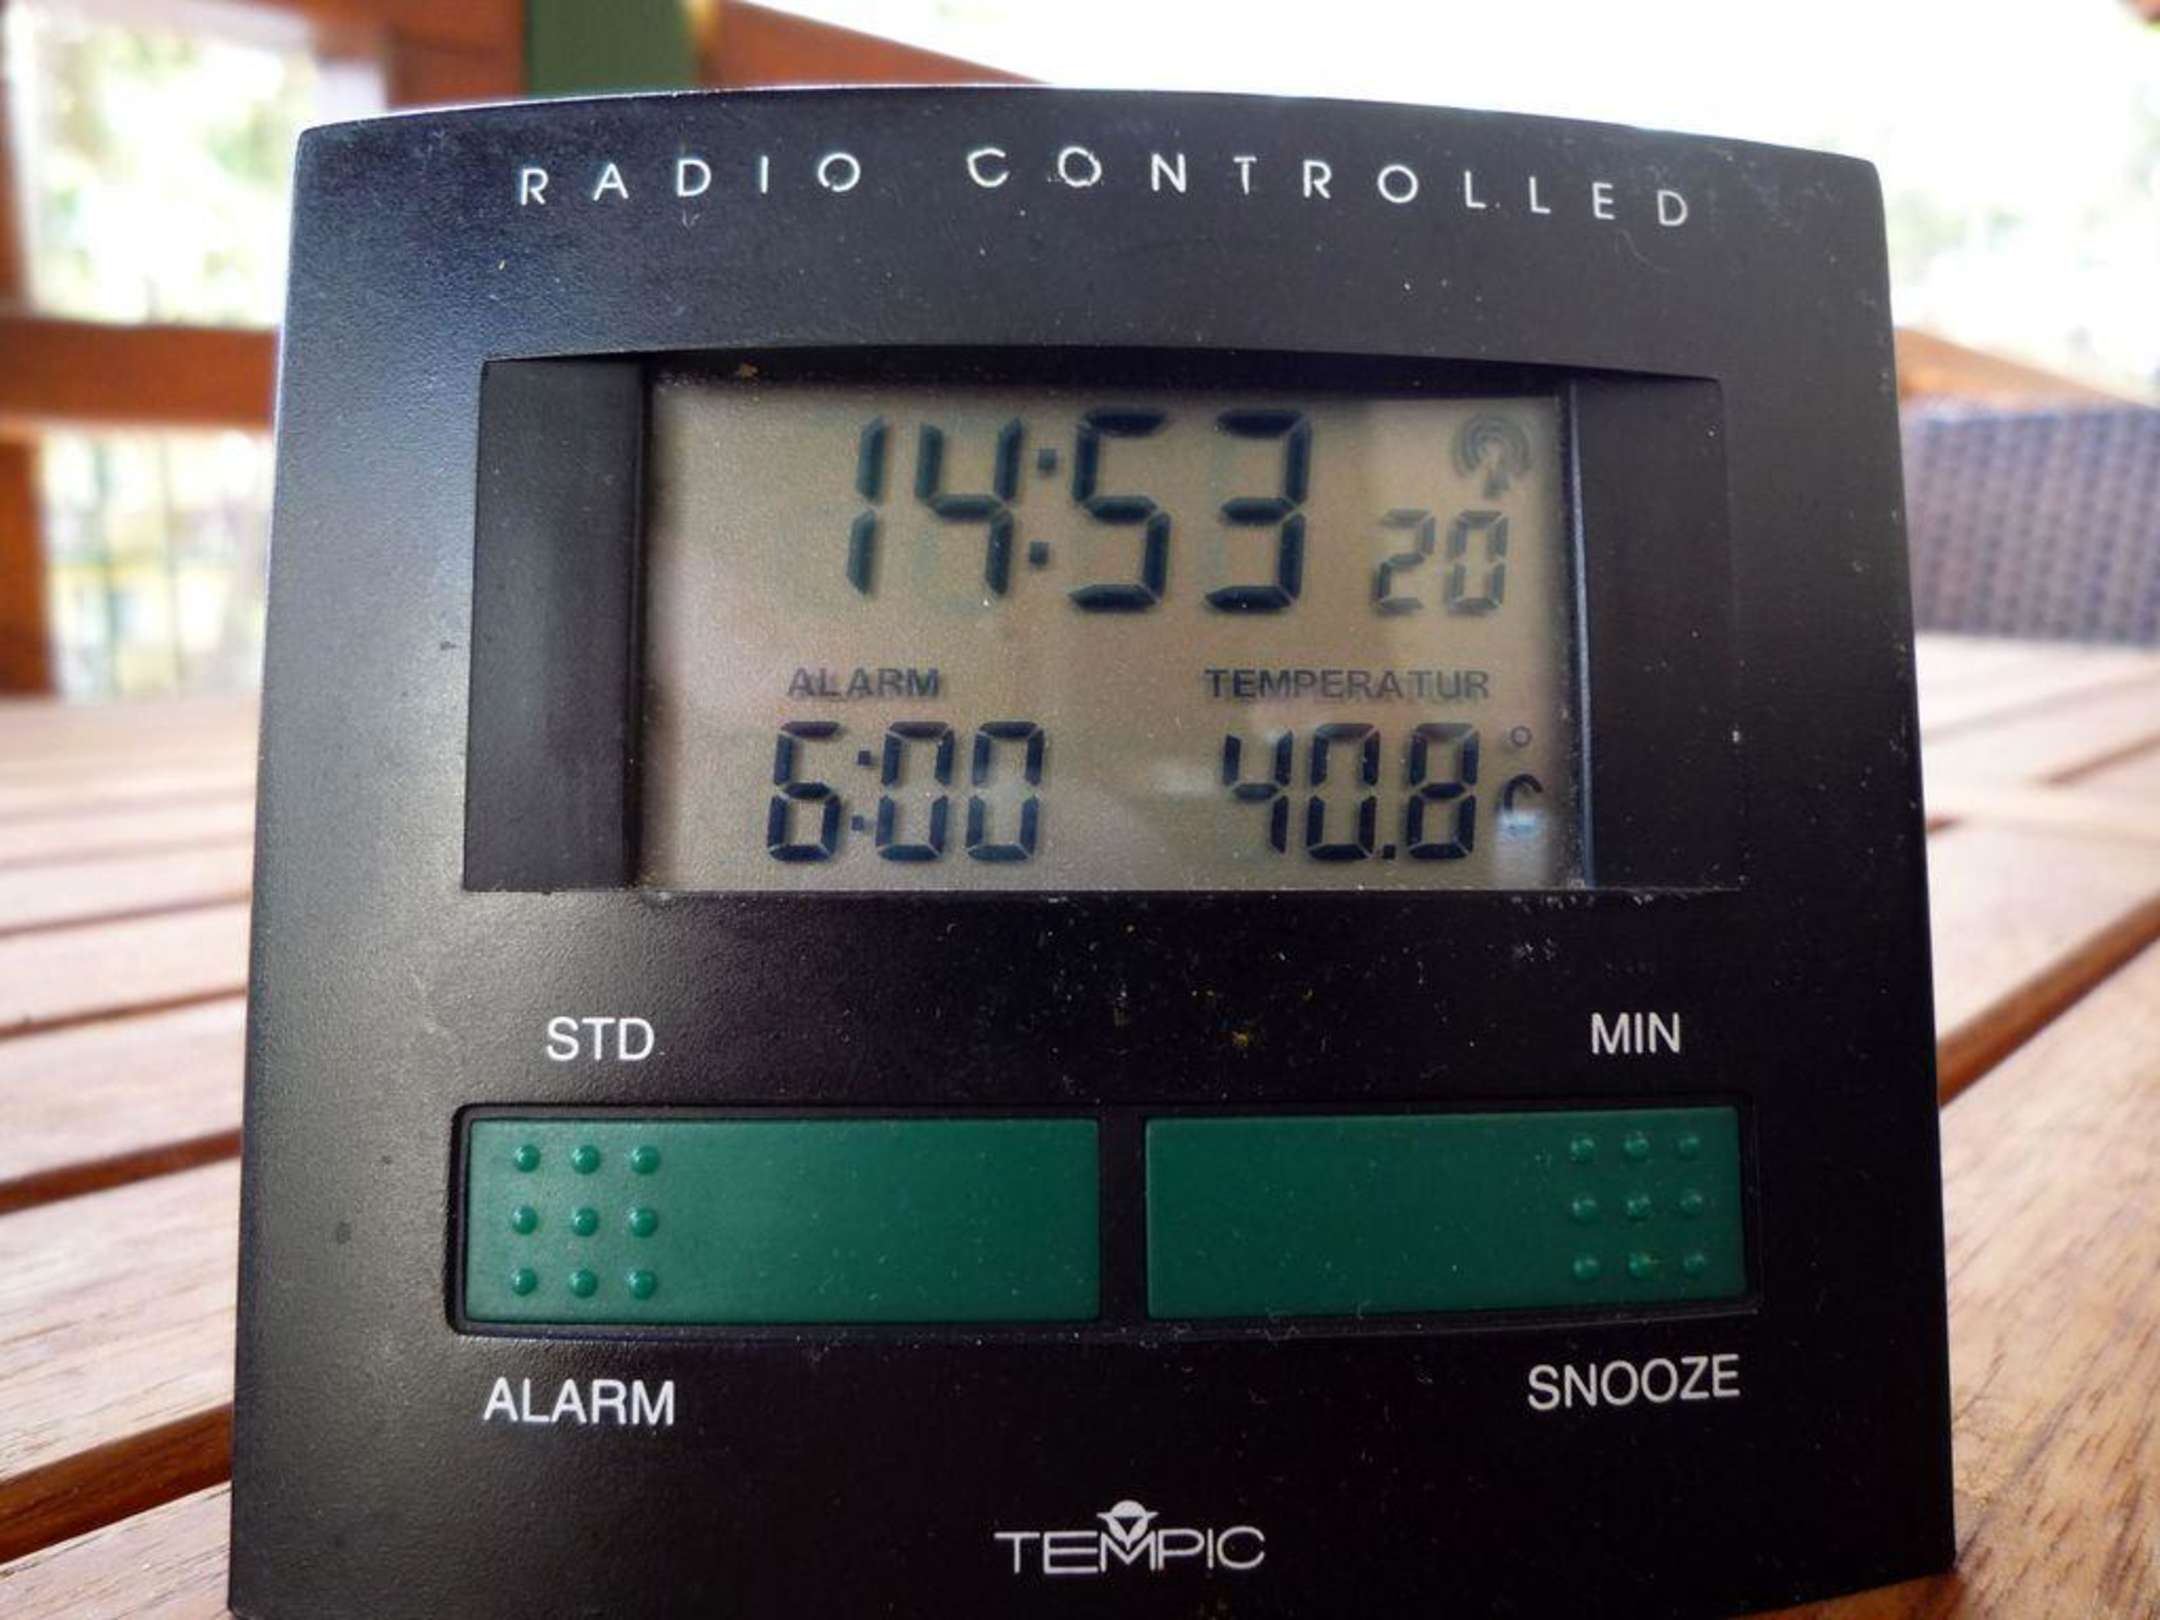 RADIO CONTROLLED
14:53 20
ALARM TEMPERATUR
6:00 40.8 °C
STD MIN
ALARM SNOOZE
TEMPIC